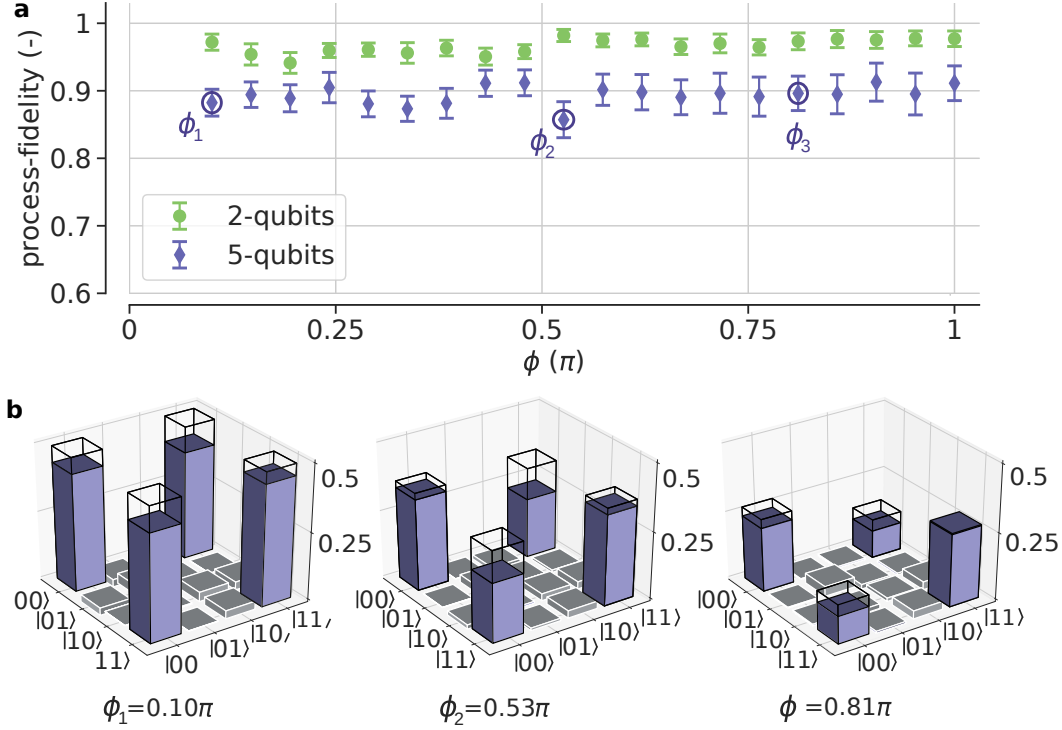 a
process-fidelity (-)
1
0.9
0.8
0.7
0.6
ϕ₁
ϕ₂
ϕ₃
2-qubits
5-qubits
0 0.25 0.5 0.75 1
ϕ (π)
b
0.5
0.25
00⟩
|01⟩
|10⟩
11⟩
|00
|01⟩
|10,
|11,
ϕ₁=0.10π
0.5
0.25
|00⟩
|01⟩
|10⟩
|11⟩
|00⟩
|01⟩
|10⟩
|11⟩
ϕ₂=0.53π
0.5
0.25
|00⟩
|01⟩
|10⟩
|11⟩
|00⟩
|01⟩
|10⟩
|11⟩
ϕ =0.81π